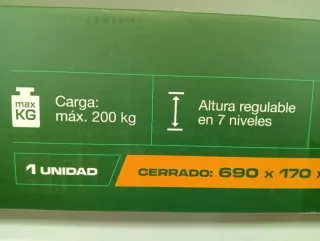 max
KG
Carga:
máx. 200 kg
Altura regulable
en 7 niveles
1 UNIDAD
CERRADO: 690 x 170 x